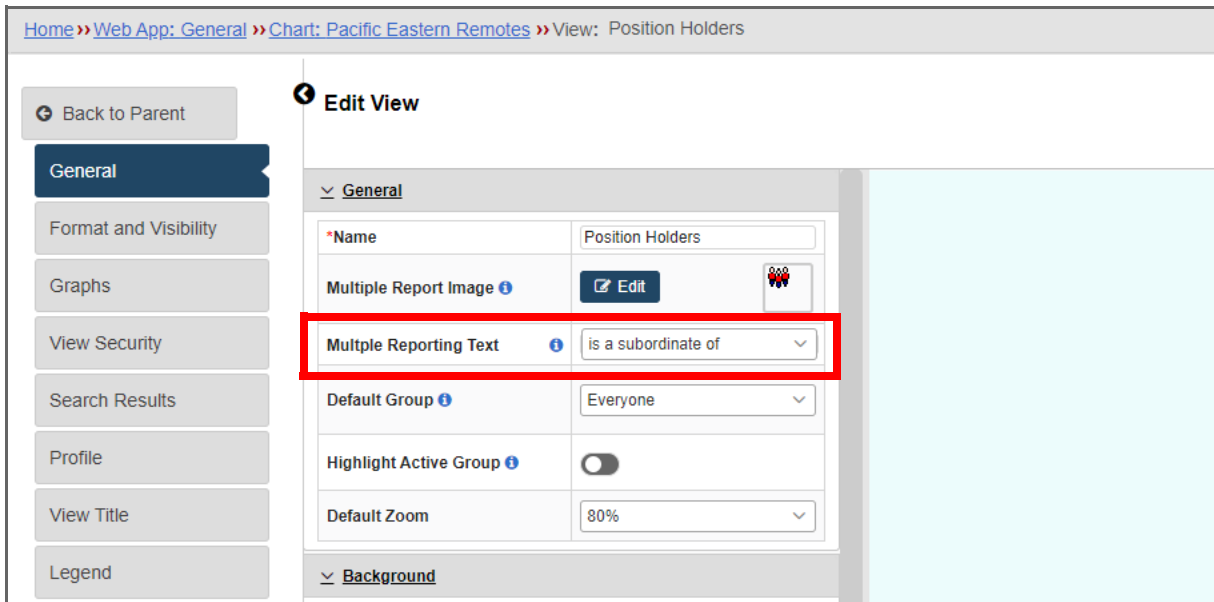 Home ›› Web App: General ›› Chart: Pacific Eastern Remotes ›› View: Position Holders
Back to Parent
General
Format and Visibility
Graphs
View Security
Search Results
Profile
View Title
Legend
Edit View
General
*Name Position Holders
Multiple Report Image Edit
Multple Reporting Text is a subordinate of
Default Group Everyone
Highlight Active Group
Default Zoom 80%
Background